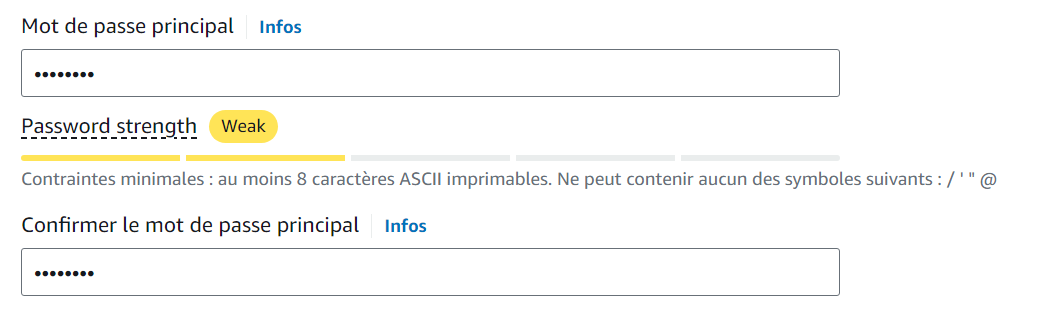 Mot de passe principal Infos
••••••••
Password strength Weak
Contraintes minimales : au moins 8 caractères ASCII imprimables. Ne peut contenir aucun des symboles suivants : / ' " @
Confirmer le mot de passe principal Infos
••••••••